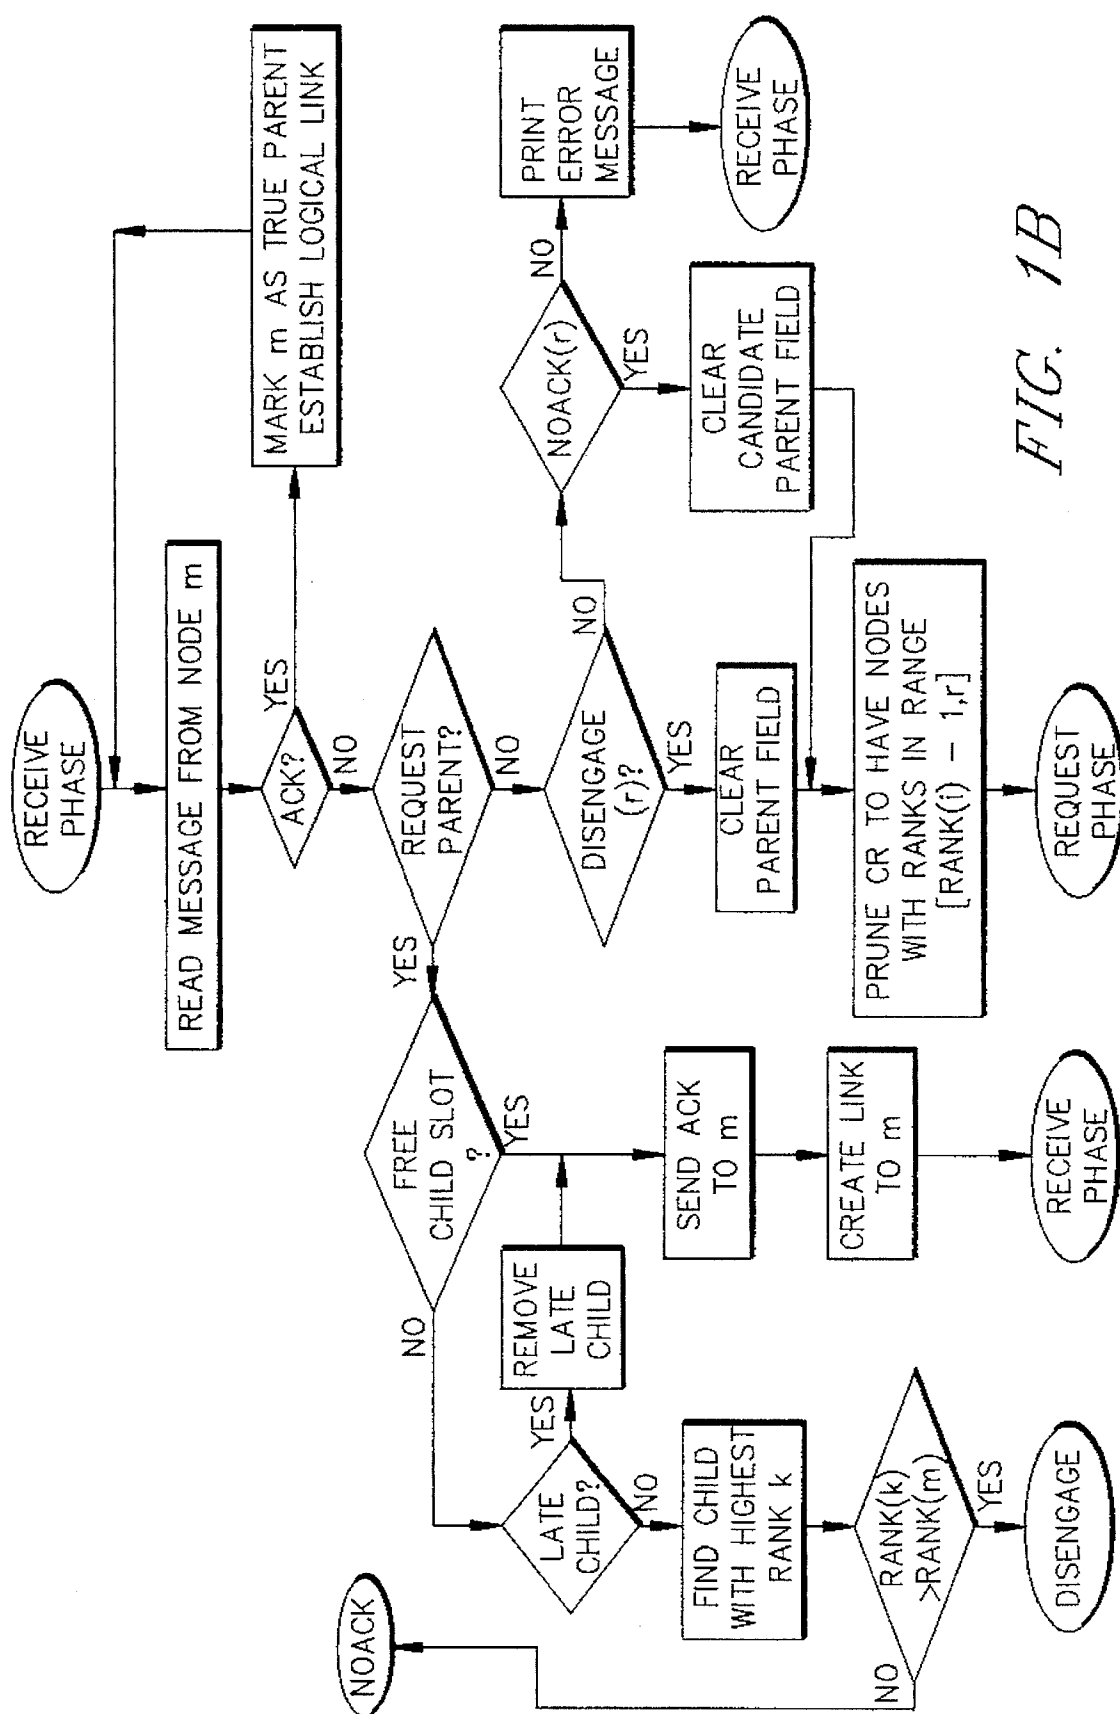 RECEIVE
PHASE
READ MESSAGE FROM NODE m
ACK?
YES
NO
MARK m AS TRUE PARENT
ESTABLISH LOGICAL LINK
REQUEST
PARENT?
YES
NO
FREE
CHILD SLOT
?
NO
YES
DISENGAGE
(r)?
NO
YES
NOACK(r)
NO
YES
PRINT
ERROR
MESSAGE
RECEIVE
PHASE
CLEAR
CANDIDATE
PARENT FIELD
CLEAR
PARENT FIELD
PRUNE CR TO HAVE NODES
WITH RANKS IN RANGE
[RANK(i) - 1,r]
REQUEST
PHASE
LATE
CHILD?
YES
NO
REMOVE
LATE
CHILD
SEND ACK
TO m
CREATE LINK
TO m
RECEIVE
PHASE
FIND CHILD
WITH HIGHEST
RANK k
RANK(k)
>RANK(m)
NO
YES
NOACK
DISENGAGE
FIG. 1B